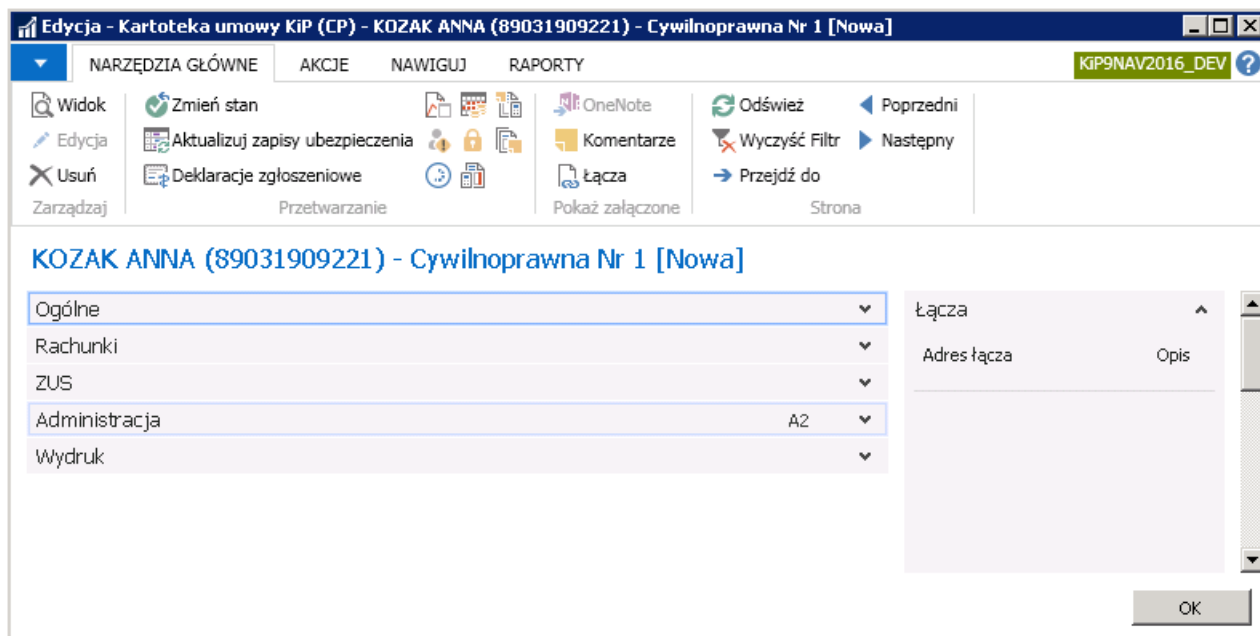 Edycja - Kartoteka umowy KiP (CP) - KOZAK ANNA (89031909221) - Cywilnoprawna Nr 1 [Nowa]
NARZĘDZIA GŁÓWNE AKCJE NAWIGUJ RAPORTY KiP9NAV2016_DEV ?
Widok Zmień stan OneNote Odśwież Poprzedni
Edycja Aktualizuj zapisy ubezpieczenia Komentarze Wyczyść Filtr Następny
Usuń Deklaracje zgłoszeniowe Łącza Przejdź do
Zarządzaj Przetwarzanie Pokaż załączone Strona
KOZAK ANNA (89031909221) - Cywilnoprawna Nr 1 [Nowa]
Ogólne Łącza
Rachunki
Adres łącza Opis
ZUS
Administracja A2
Wydruk
OK